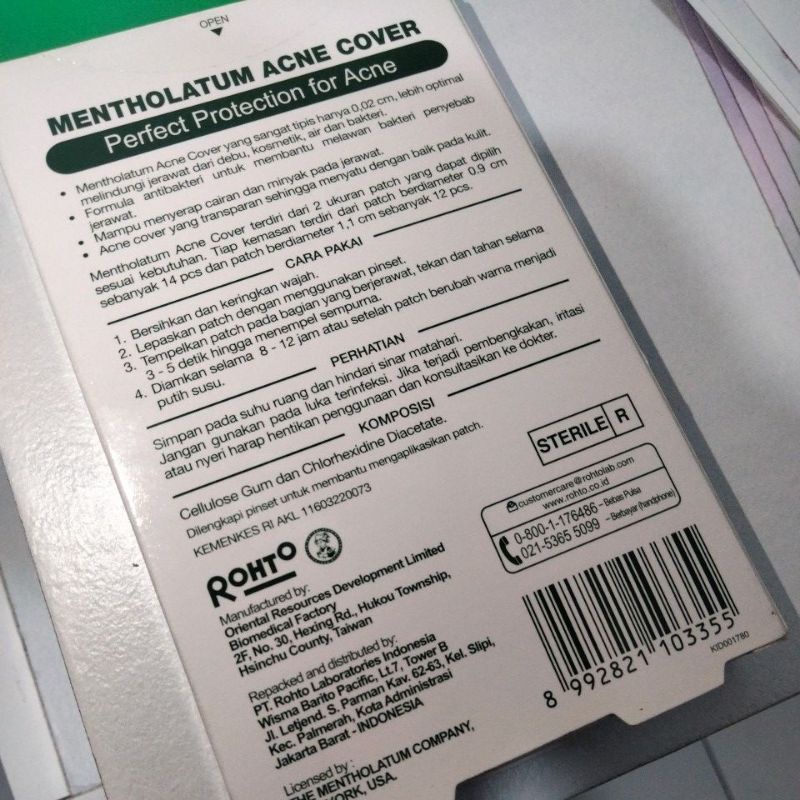 OPEN
MENTHOLATUM ACNE COVER
Perfect Protection for Acne
• Mentholatum Acne Cover yang sangat tipis hanya 0,02 cm, lebih optimal
melindungi jerawat dari debu, kosmetik, air dan bakteri.
• Formula antibakteri untuk membantu melawan bakteri penyebab
jerawat.
• Mampu menyerap cairan dan minyak pada jerawat.
• Acne cover yang transparan sehingga menyatu dengan baik pada kulit.
Mentholatum Acne Cover terdiri dari 2 ukuran patch yang dapat dipilih
sesuai kebutuhan. Tiap kemasan terdiri dari patch berdiameter 0.9 cm
sebanyak 14 pcs dan patch berdiameter 1,1 cm sebanyak 12 pcs.
CARA PAKAI
1. Bersihkan dan keringkan wajah.
2. Lepaskan patch dengan menggunakan pinset.
3. Tempelkan patch pada bagian yang berjerawat, tekan dan tahan selama
3 - 5 detik hingga menempel sempurna.
4. Diamkan selama 8 - 12 jam atau setelah patch berubah warna menjadi
putih susu.
PERHATIAN
Simpan pada suhu ruang dan hindari sinar matahari.
Jangan gunakan pada luka terinfeksi. Jika terjadi pembengkakan, iritasi
atau nyeri harap hentikan penggunaan dan konsultasikan ke dokter.
KOMPOSISI
Cellulose Gum dan Chlorhexidine Diacetate.
Dilengkapi pinset untuk membantu mengaplikasikan patch.
KEMENKES RI AKL 11603220073
STERILE R
customercare@rohtolab.com
www.rohto.co.id
0-800-1-176486 - Bebas Pulsa
021-5365 5099 - Berbayar (handphone)
ROHTO
Manufactured by:
Oriental Resources Development Limited
Biomedical Factory
2F, No. 30, Hexing Rd., Hukou Township,
Hsinchu County, Taiwan
Repacked and distributed by:
PT. Rohto Laboratories Indonesia
Wisma Barito Pacific, Lt.7, Tower B
Jl. Letjend. S. Parman Kav. 62-63, Kel. Slipi,
Kec. Palmerah, Kota Administrasi
Jakarta Barat - INDONESIA
Licensed by :
THE MENTHOLATUM COMPANY,
YORK, USA.
8 992821 103355
KID001780